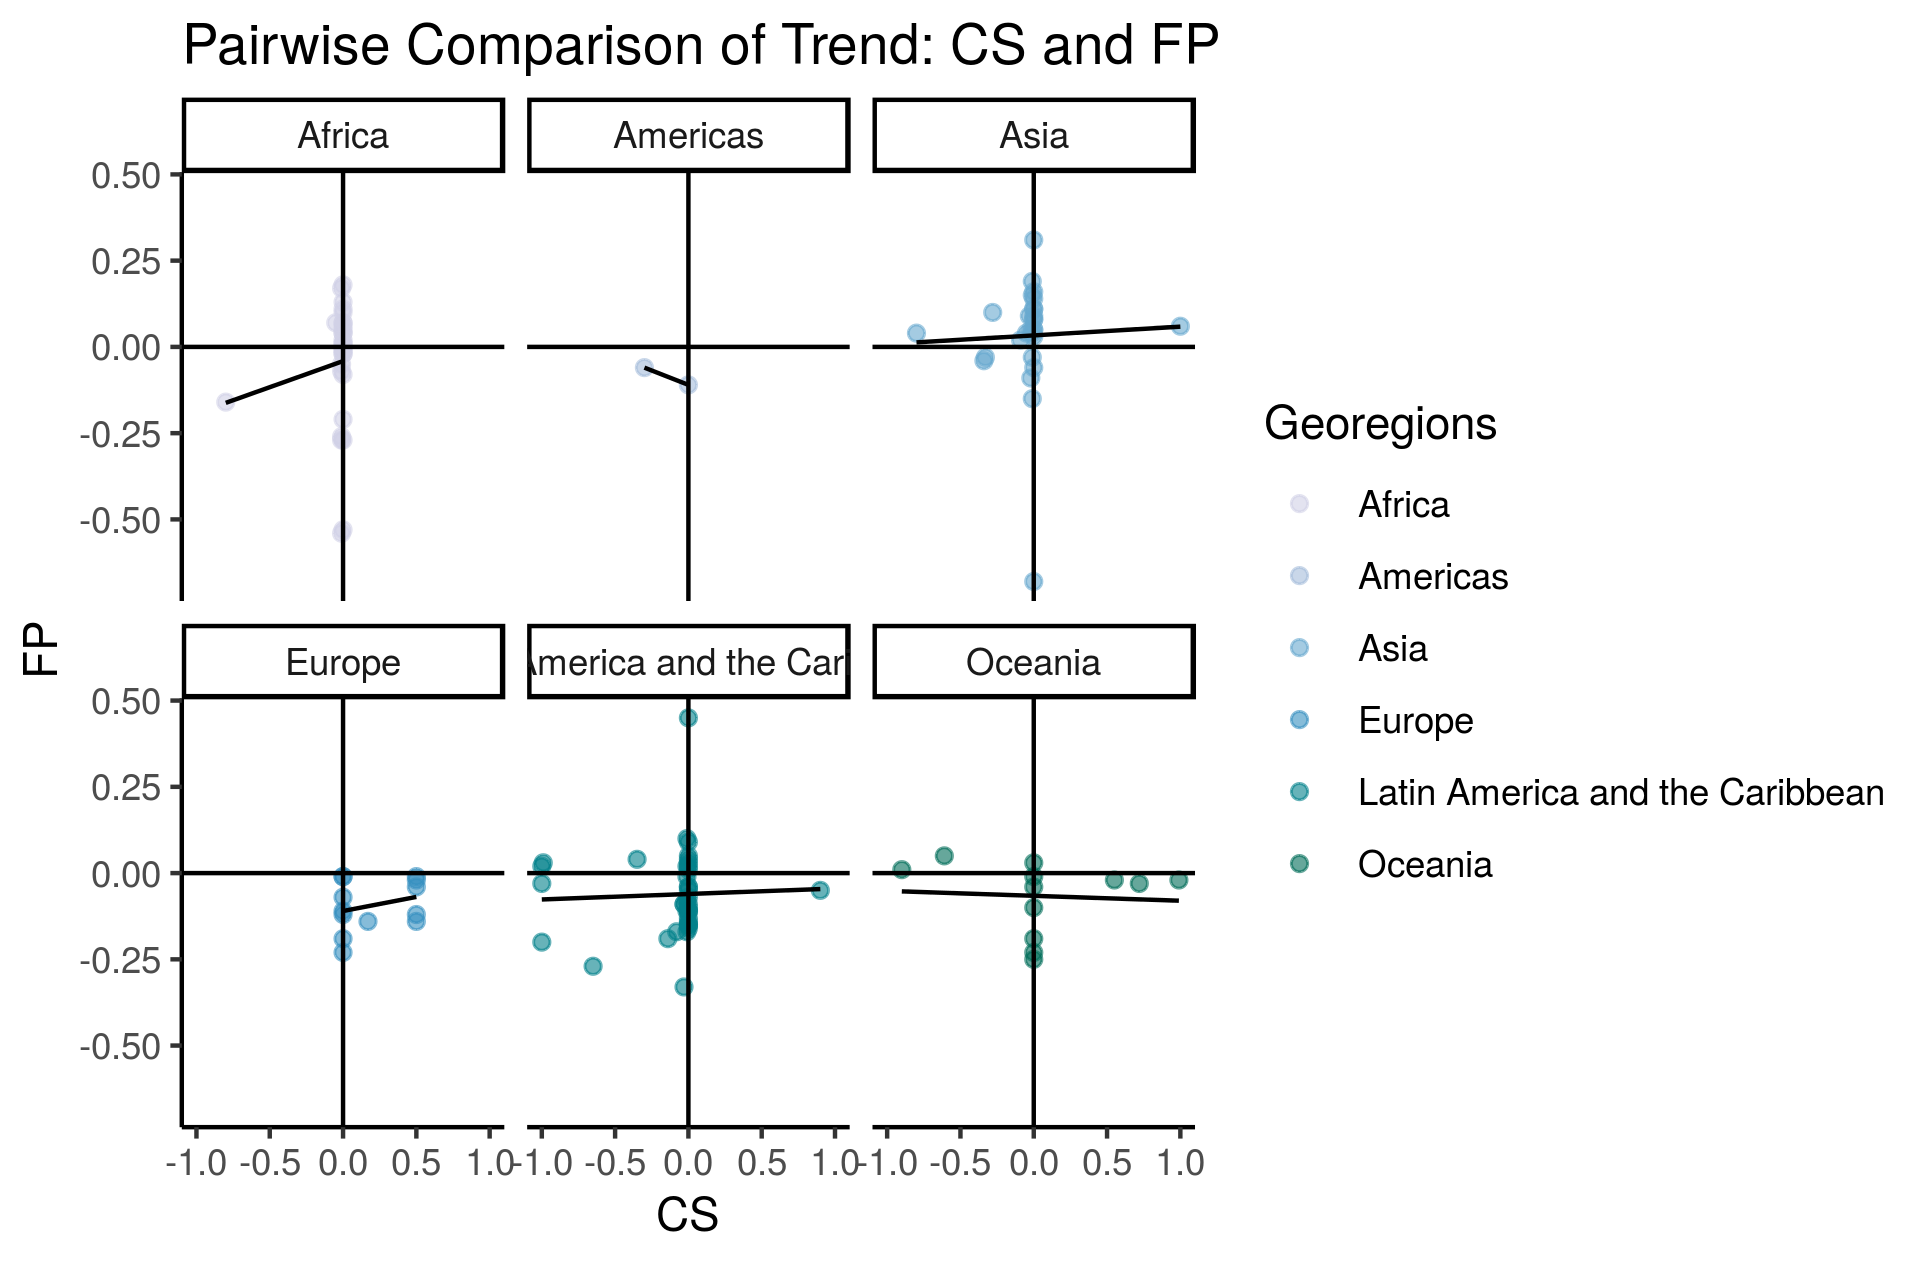 Pairwise Comparison of Trend: CS and FP
Africa
Americas
Asia
0.50
0.25
0.00
-0.25
-0.50
Europe
America and the Car
Oceania
0.50
0.25
0.00
-0.25
-0.50
-1.0 -0.5 0.0 0.5 1.0
-1.0 -0.5 0.0 0.5 1.0
-1.0 -0.5 0.0 0.5 1.0
CS
FP
Georegions
Africa
Americas
Asia
Europe
Latin America and the Caribbean
Oceania